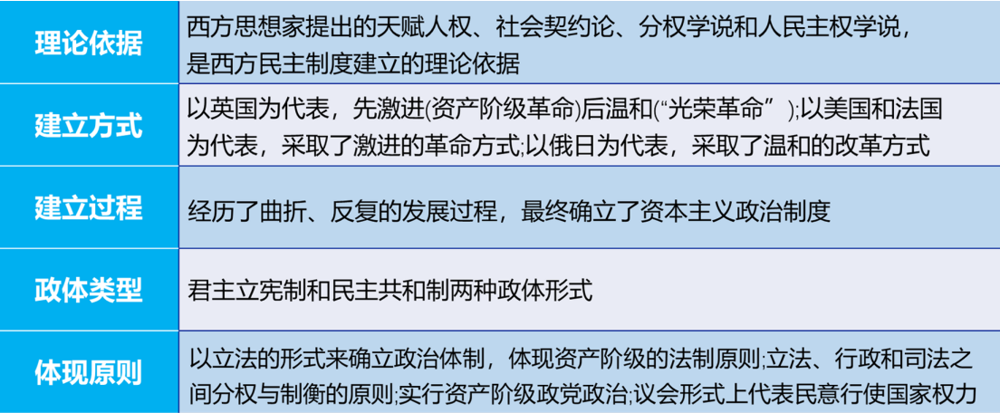 理论依据
西方思想家提出的天赋人权、社会契约论、分权学说和人民主权学说，
是西方民主制度建立的理论依据
建立方式
以英国为代表，先激进(资产阶级革命)后温和(“光荣革命”);以美国和法国
为代表，采取了激进的革命方式;以俄日为代表，采取了温和的改革方式
建立过程
经历了曲折、反复的发展过程，最终确立了资本主义政治制度
政体类型
君主立宪制和民主共和制两种政体形式
体现原则
以立法的形式来确立政治体制，体现资产阶级的法制原则;立法、行政和司法之
间分权与制衡的原则;实行资产阶级政党政治;议会形式上代表民意行使国家权力